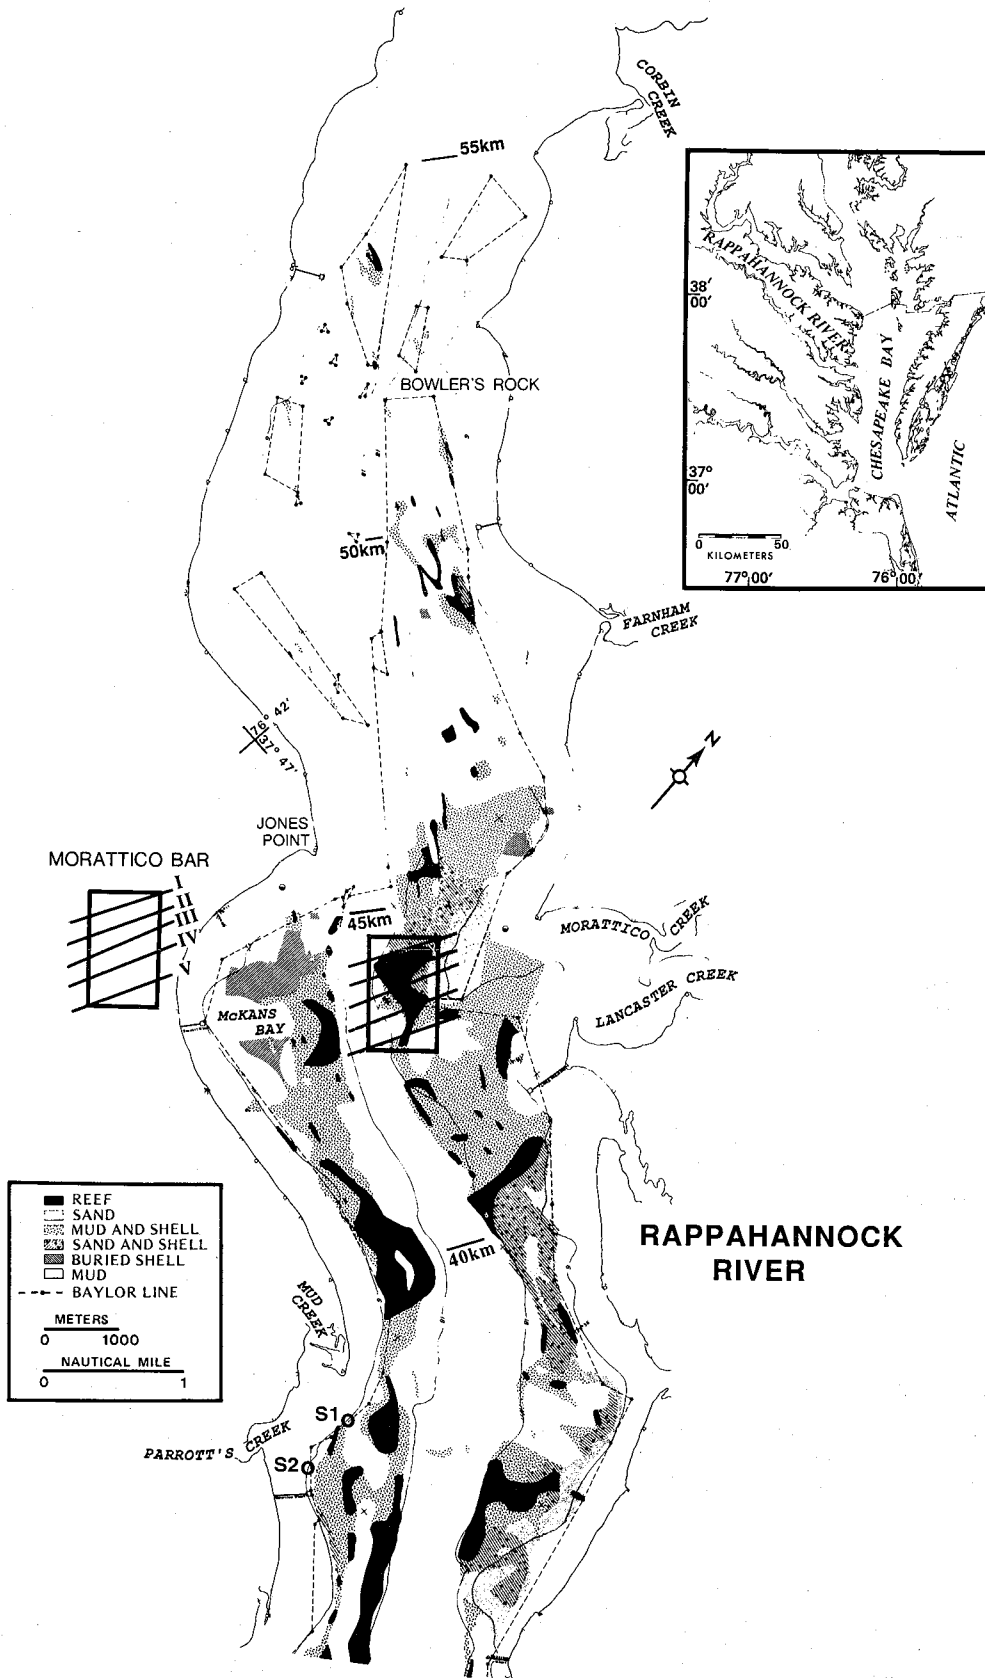 CORBIN
CREEK
55km
RAPPAHANNOCK RIVER
38°
00'
CHESAPEAKE BAY
37°
00'
ATLANTIC
0 50
KILOMETERS
77°00' 76°00'
BOWLER'S ROCK
50km
FARNHAM
CREEK
76° 42'
37° 47'
N
JONES
POINT
MORATTICO BAR
I
II
III
IV
V
45km
MORATTICO CREEK
LANCASTER CREEK
MCKANS
BAY
REEF
SAND
MUD AND SHELL
SAND AND SHELL
BURIED SHELL
MUD
BAYLOR LINE
METERS
0 1000
NAUTICAL MILE
0 1
40km
RAPPAHANNOCK
RIVER
MUD
CREEK
S1
PARROTT'S CREEK
S2